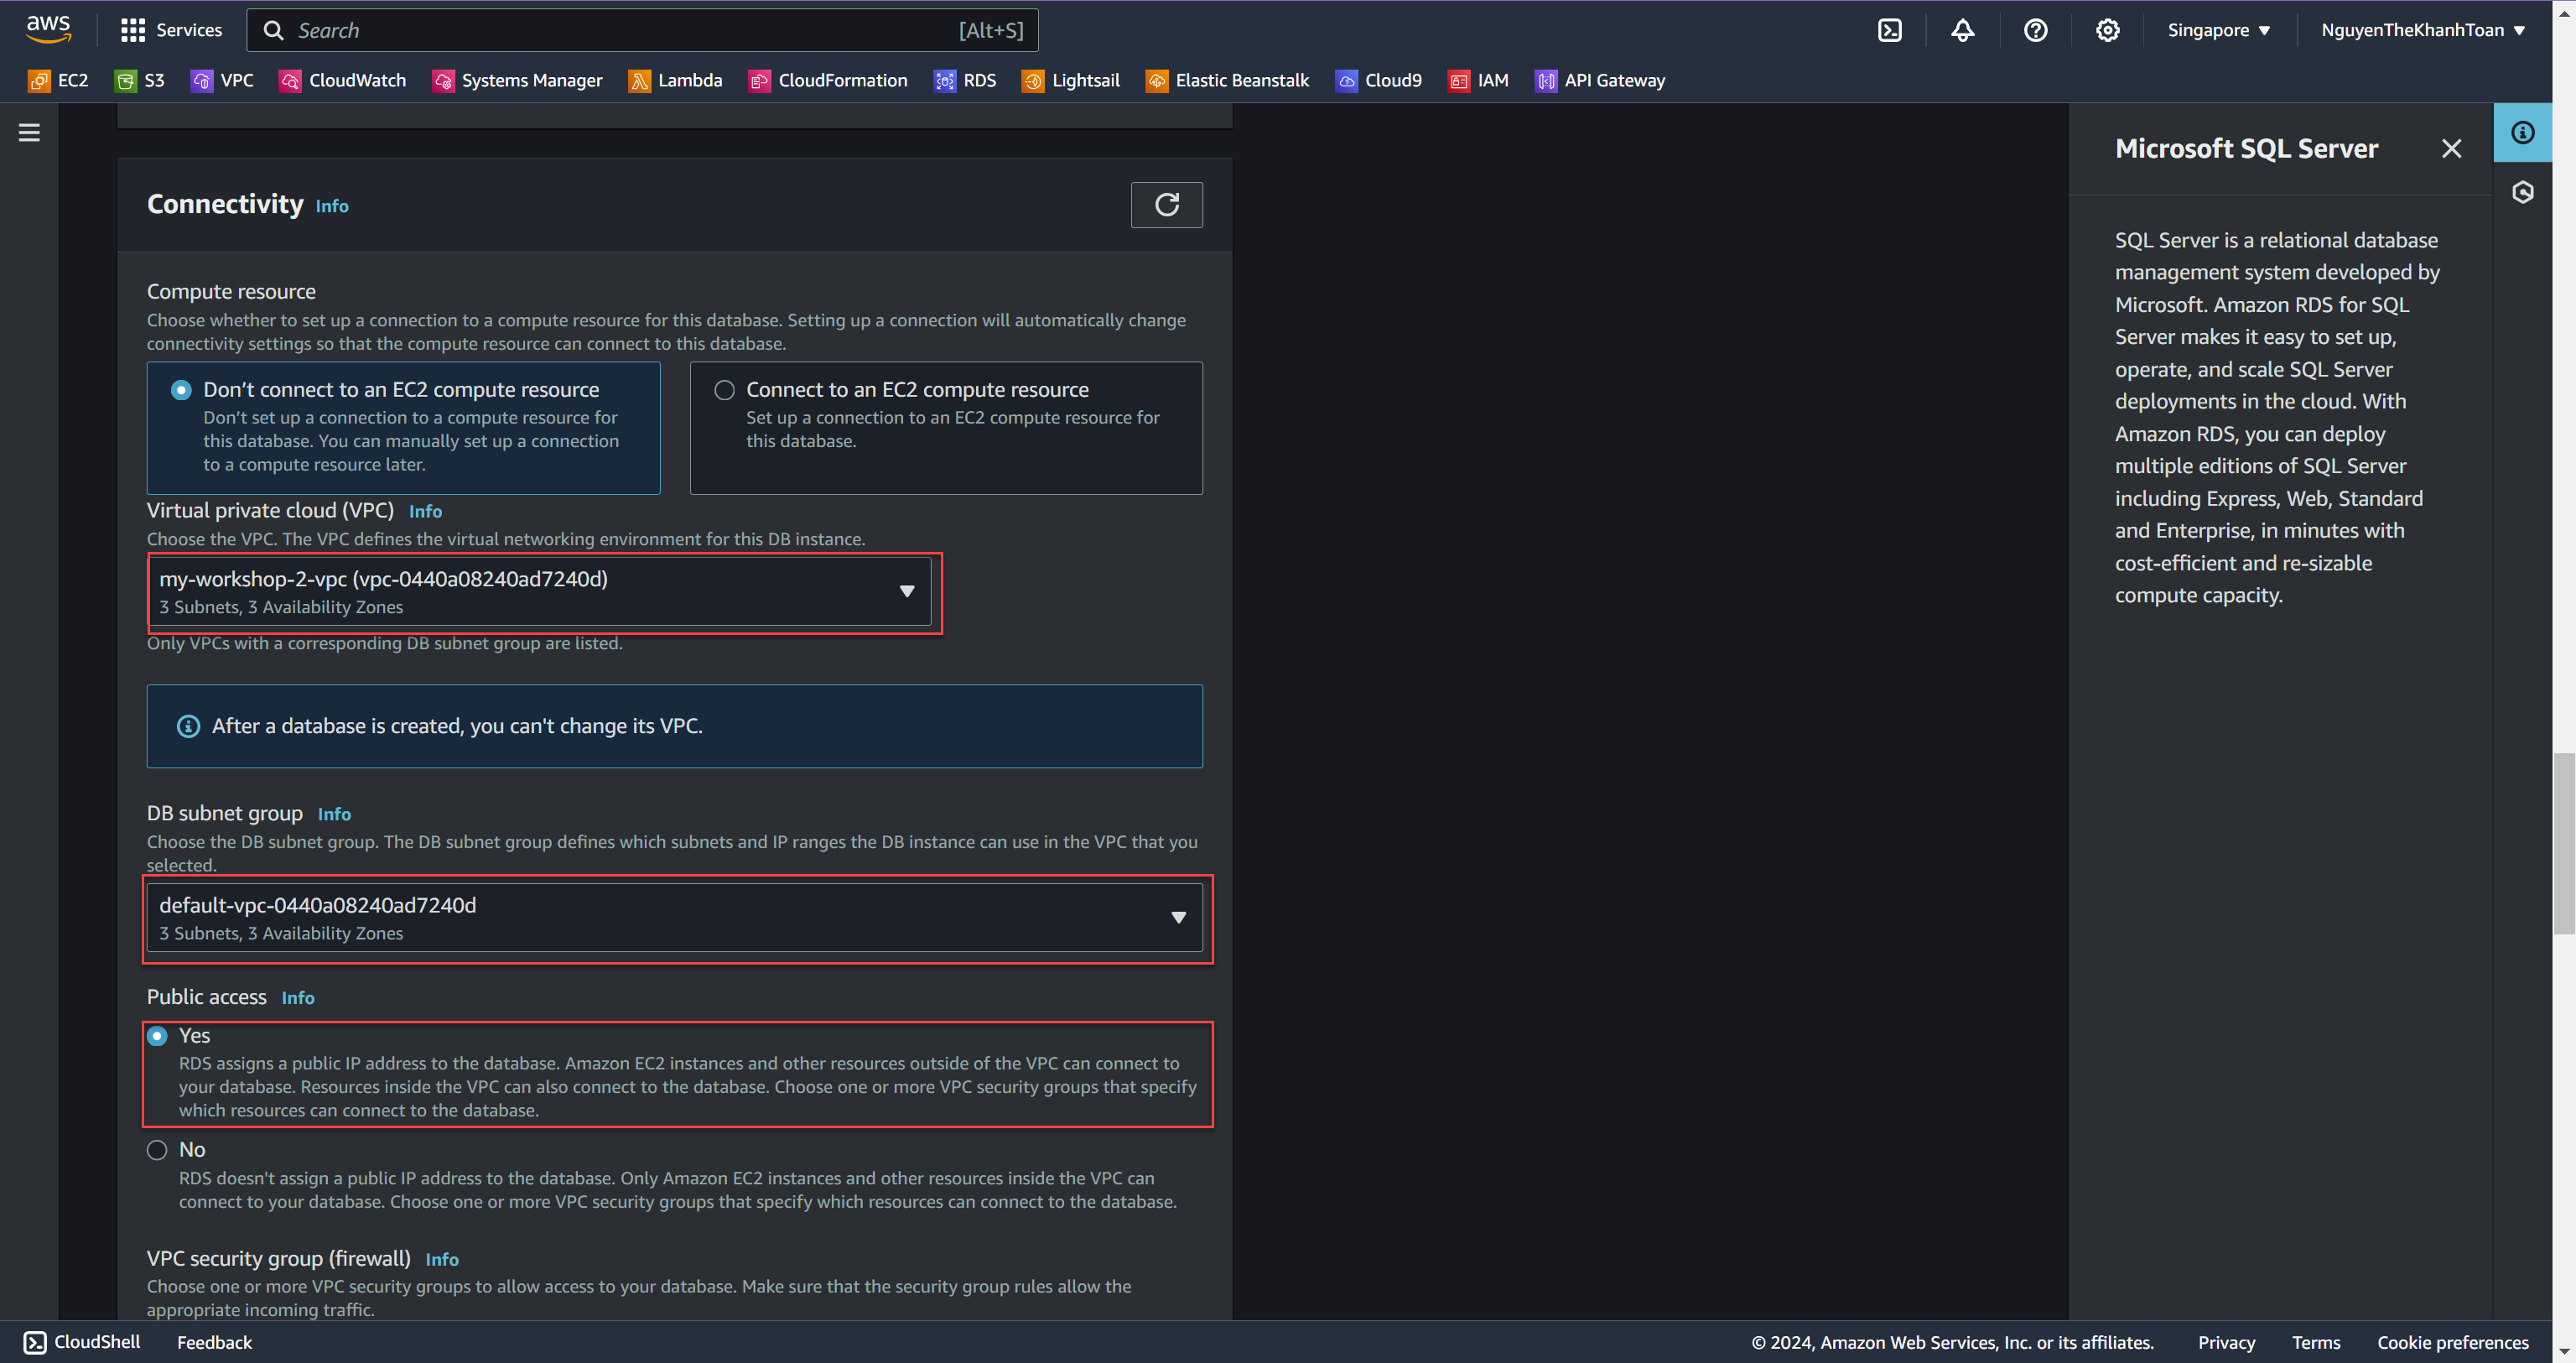 aws
Services
Search
[Alt+S]
Singapore
NguyenTheKhanhToan
EC2
S3
VPC
CloudWatch
Systems Manager
Lambda
CloudFormation
RDS
Lightsail
Elastic Beanstalk
Cloud9
IAM
API Gateway
Connectivity Info
Compute resource
Choose whether to set up a connection to a compute resource for this database. Setting up a connection will automatically change
connectivity settings so that the compute resource can connect to this database.
Don’t connect to an EC2 compute resource
Don’t set up a connection to a compute resource for
this database. You can manually set up a connection
to a compute resource later.
Connect to an EC2 compute resource
Set up a connection to an EC2 compute resource for
this database.
Virtual private cloud (VPC) Info
Choose the VPC. The VPC defines the virtual networking environment for this DB instance.
my-workshop-2-vpc (vpc-0440a08240ad7240d)
3 Subnets, 3 Availability Zones
Only VPCs with a corresponding DB subnet group are listed.
After a database is created, you can't change its VPC.
DB subnet group Info
Choose the DB subnet group. The DB subnet group defines which subnets and IP ranges the DB instance can use in the VPC that you
selected.
default-vpc-0440a08240ad7240d
3 Subnets, 3 Availability Zones
Public access Info
Yes
RDS assigns a public IP address to the database. Amazon EC2 instances and other resources outside of the VPC can connect to
your database. Resources inside the VPC can also connect to the database. Choose one or more VPC security groups that specify
which resources can connect to the database.
No
RDS doesn't assign a public IP address to the database. Only Amazon EC2 instances and other resources inside the VPC can
connect to your database. Choose one or more VPC security groups that specify which resources can connect to the database.
VPC security group (firewall) Info
Choose one or more VPC security groups to allow access to your database. Make sure that the security group rules allow the
appropriate incoming traffic.
Microsoft SQL Server
SQL Server is a relational database
management system developed by
Microsoft. Amazon RDS for SQL
Server makes it easy to set up,
operate, and scale SQL Server
deployments in the cloud. With
Amazon RDS, you can deploy
multiple editions of SQL Server
including Express, Web, Standard
and Enterprise, in minutes with
cost-efficient and re-sizable
compute capacity.
CloudShell
Feedback
© 2024, Amazon Web Services, Inc. or its affiliates.
Privacy
Terms
Cookie preferences